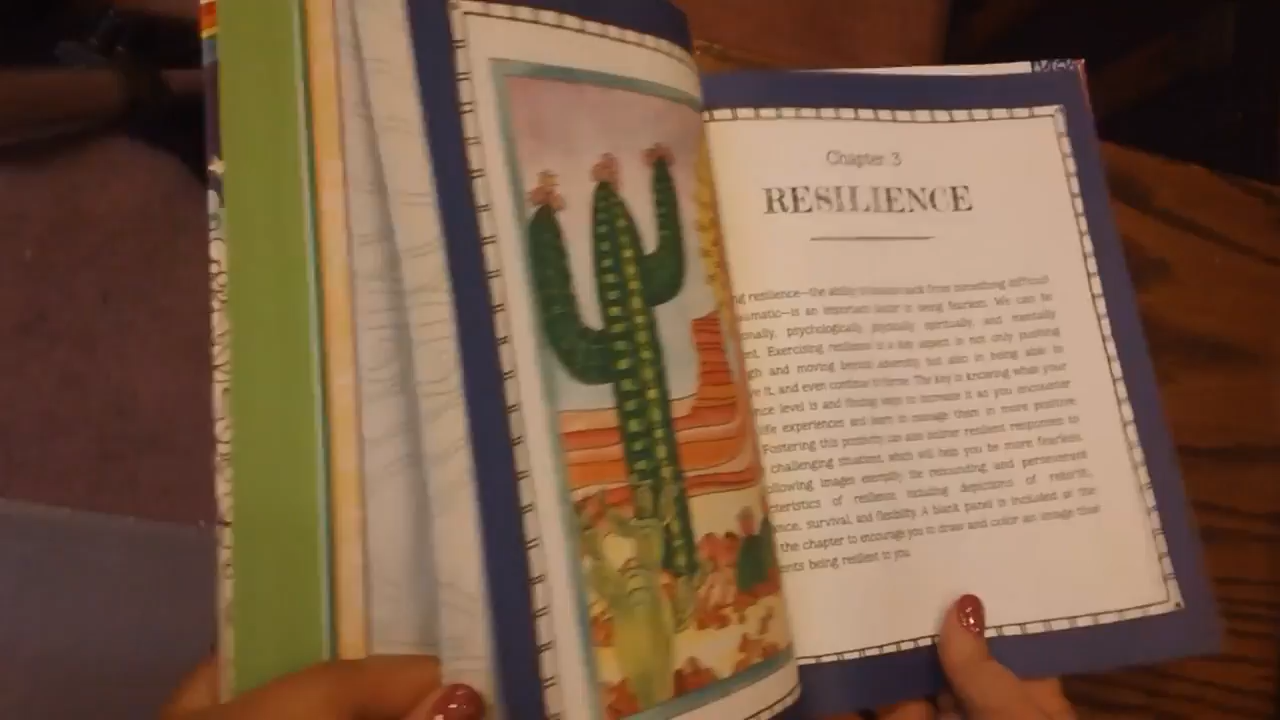 Chapter 3
RESILIENCE
ng resilience—the ability to bounce back from something difficult
umatic—is an important factor in being fearless. We can be
onally, psychologically, physically, spiritually, and mentally
ent. Exercising resilience is a key aspect in not only pushing
gh and moving beyond adversity, but also in being able to
ve it, and even continue to thrive. The key is knowing what your
nce level is and finding ways to increase it as you encounter
life experiences and learn to manage them in more positive
Fostering this positivity can also bolster resilient responses to
challenging situations, which will help you be more fearless.
ollowing images exemplify the rebounding and perseverant
cteristics of resilience, including depictions of rebirth,
ence, survival, and flexibility. A blank panel is included at the
the chapter to encourage you to draw and color an image that
ents being resilient to you.